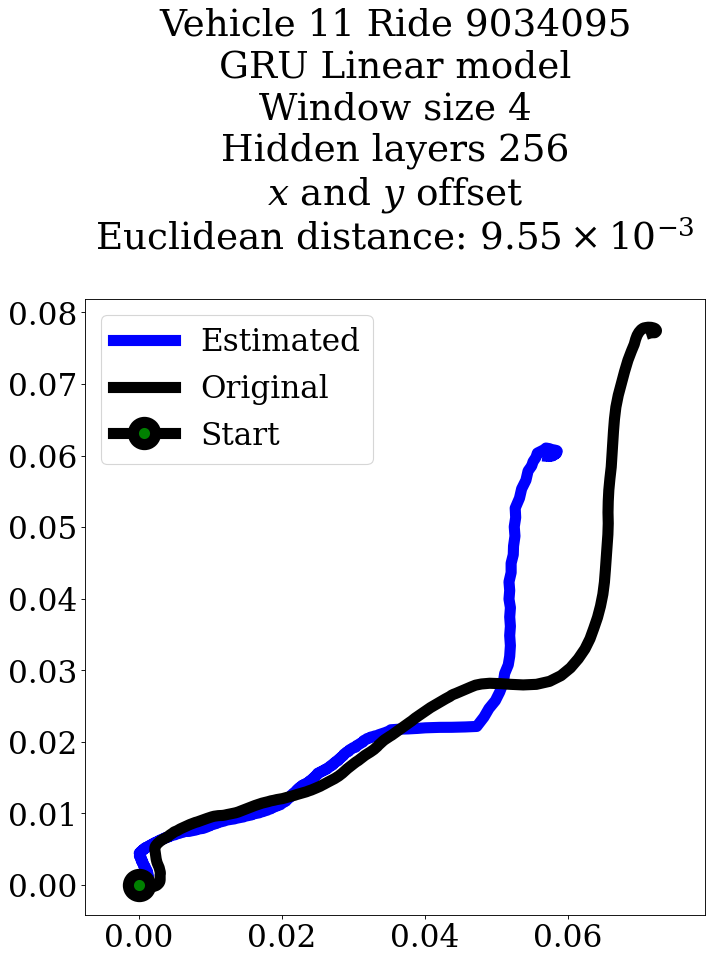 Vehicle 11 Ride 9034095
GRU Linear model
Window size 4
Hidden layers 256
x and y offset
Euclidean distance: 9.55 × 10⁻³
0.08
0.07
0.06
0.05
0.04
0.03
0.02
0.01
0.00
Estimated
Original
Start
0.00 0.02 0.04 0.06